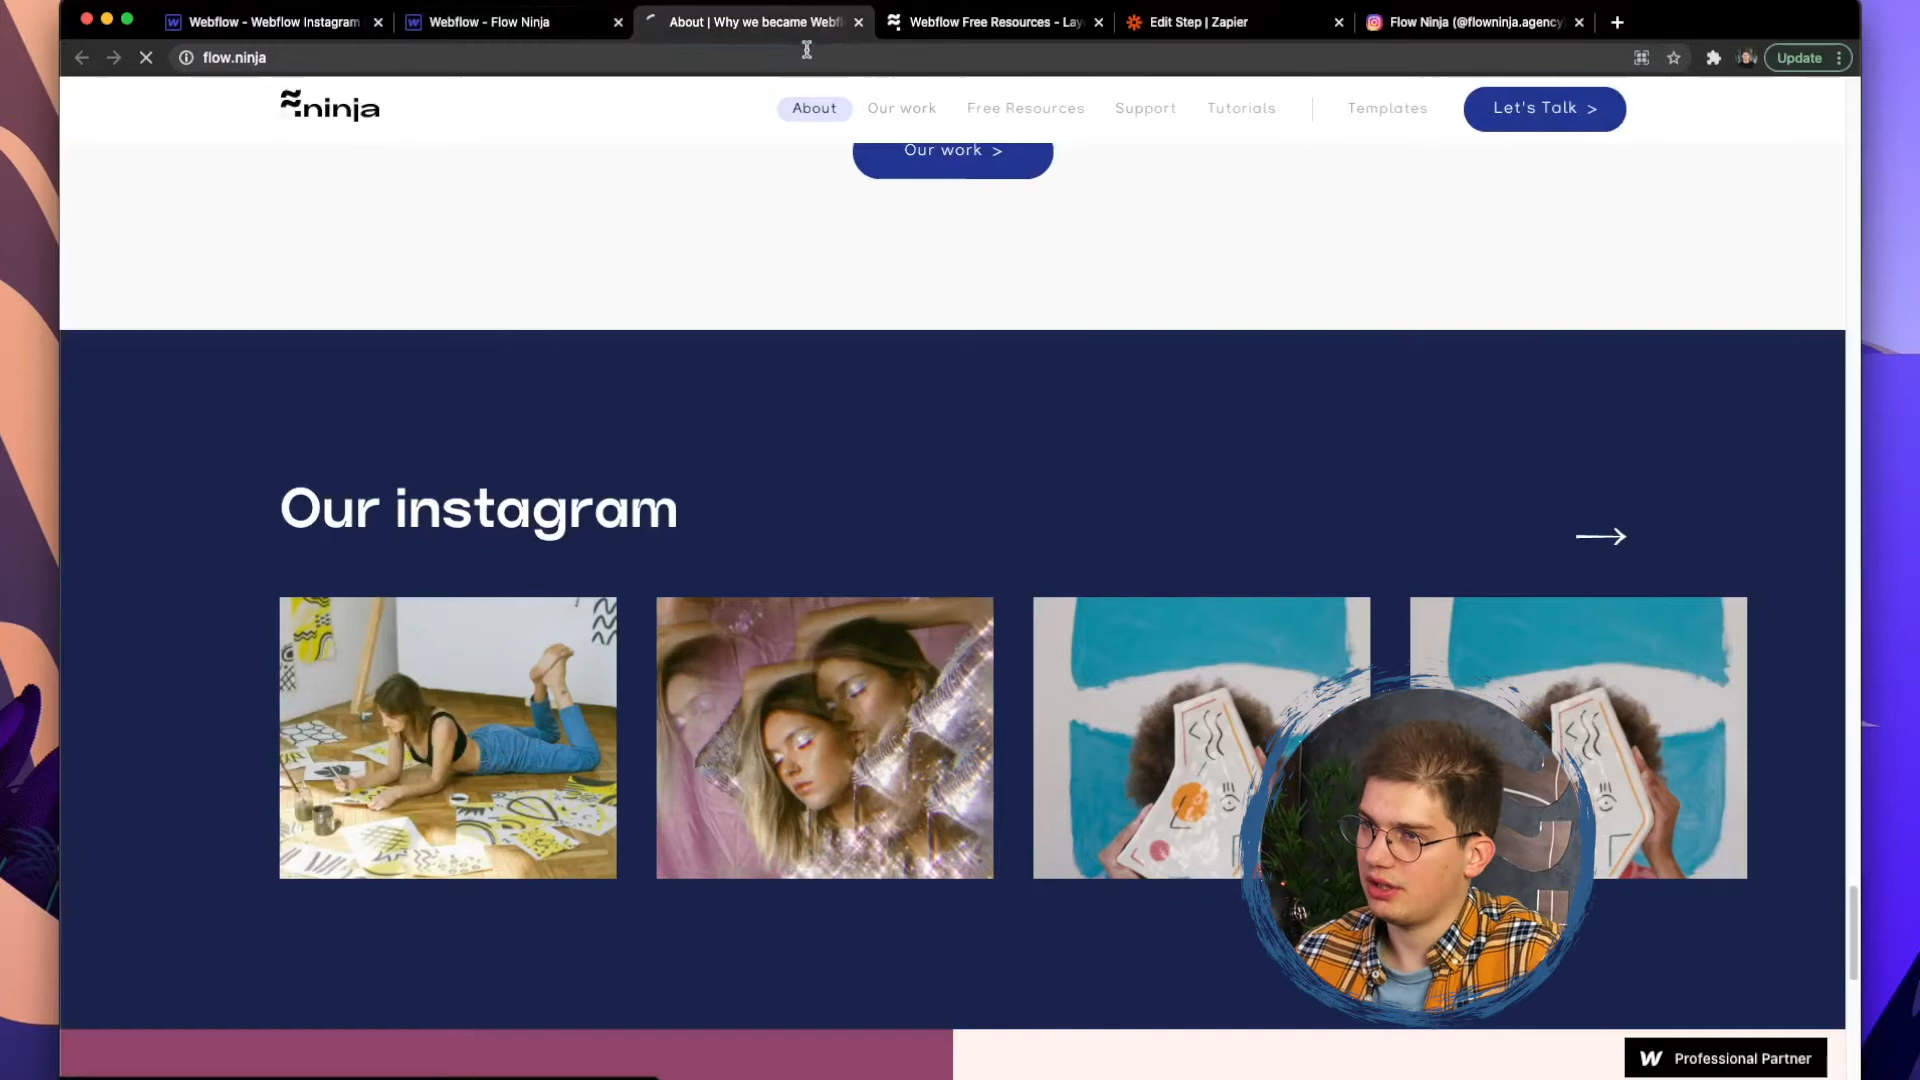 Webflow - Webflow Instagram
Webflow - Flow Ninja
About | Why we became Webfl
Webflow Free Resources - Lay
Edit Step | Zapier
Flow Ninja (@flowninja.agency)
flow.ninja
Update
ninja
About
Our work
Free Resources
Support
Tutorials
Templates
Let's Talk >
Our work >
Our instagram
Professional Partner